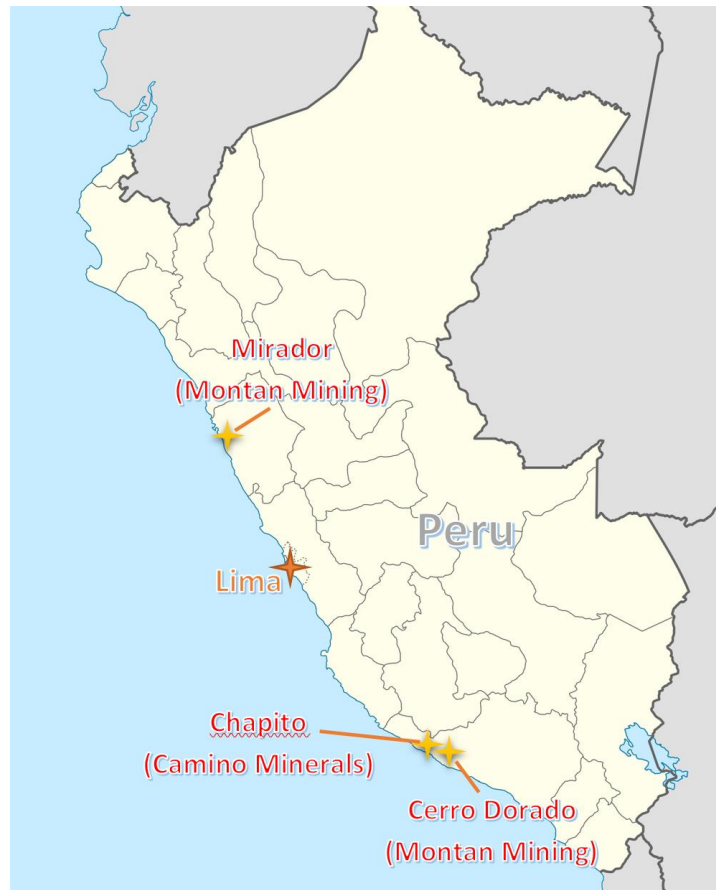 Mirador
(Montan Mining)
Peru
Lima
Chapito
(Camino Minerals)
Cerro Dorado
(Montan Mining)